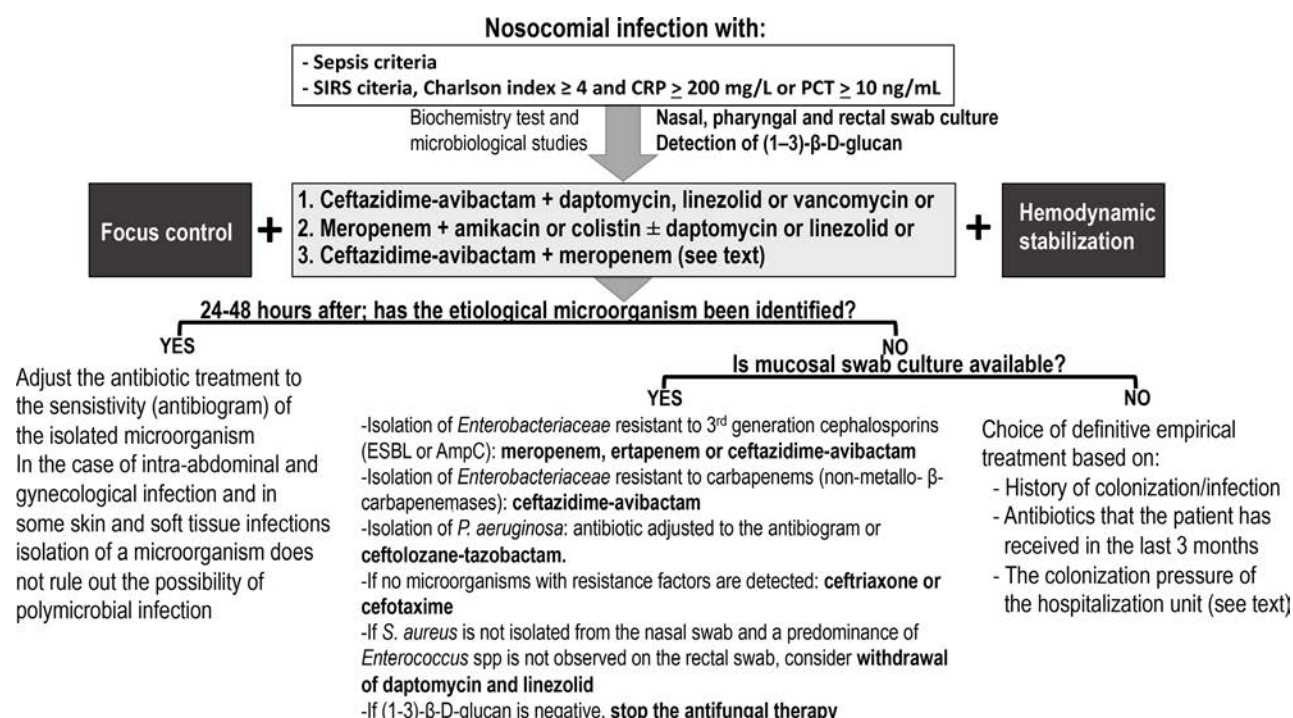 Nosocomial infection with:
- Sepsis criteria
- SIRS citeria, Charlson index ≥ 4 and CRP ≥ 200 mg/L or PCT ≥ 10 ng/mL
Biochemistry test and
microbiological studies
Nasal, pharyngal and rectal swab culture
Detection of (1–3)-β-D-glucan
Focus control
+
1. Ceftazidime-avibactam + daptomycin, linezolid or vancomycin or
2. Meropenem + amikacin or colistin ± daptomycin or linezolid or
3. Ceftazidime-avibactam + meropenem (see text)
+
Hemodynamic
stabilization
24-48 hours after; has the etiological microorganism been identified?
YES
NO
Adjust the antibiotic treatment to
the sensistivity (antibiogram) of
the isolated microorganism
In the case of intra-abdominal and
gynecological infection and in
some skin and soft tissue infections
isolation of a microorganism does
not rule out the possibility of
polymicrobial infection
Is mucosal swab culture available?
YES
NO
-Isolation of Enterobacteriaceae resistant to 3rd generation cephalosporins
(ESBL or AmpC): meropenem, ertapenem or ceftazidime-avibactam
-Isolation of Enterobacteriaceae resistant to carbapenems (non-metallo- β-
carbapenemases): ceftazidime-avibactam
-Isolation of P. aeruginosa: antibiotic adjusted to the antibiogram or
ceftolozane-tazobactam.
-If no microorganisms with resistance factors are detected: ceftriaxone or
cefotaxime
-If S. aureus is not isolated from the nasal swab and a predominance of
Enterococcus spp is not observed on the rectal swab, consider withdrawal
of daptomycin and linezolid
-If (1-3)-β-D-glucan is negative, stop the antifungal therapy
Choice of definitive empirical
treatment based on:
- History of colonization/infection
- Antibiotics that the patient has
received in the last 3 months
- The colonization pressure of
the hospitalization unit (see text)